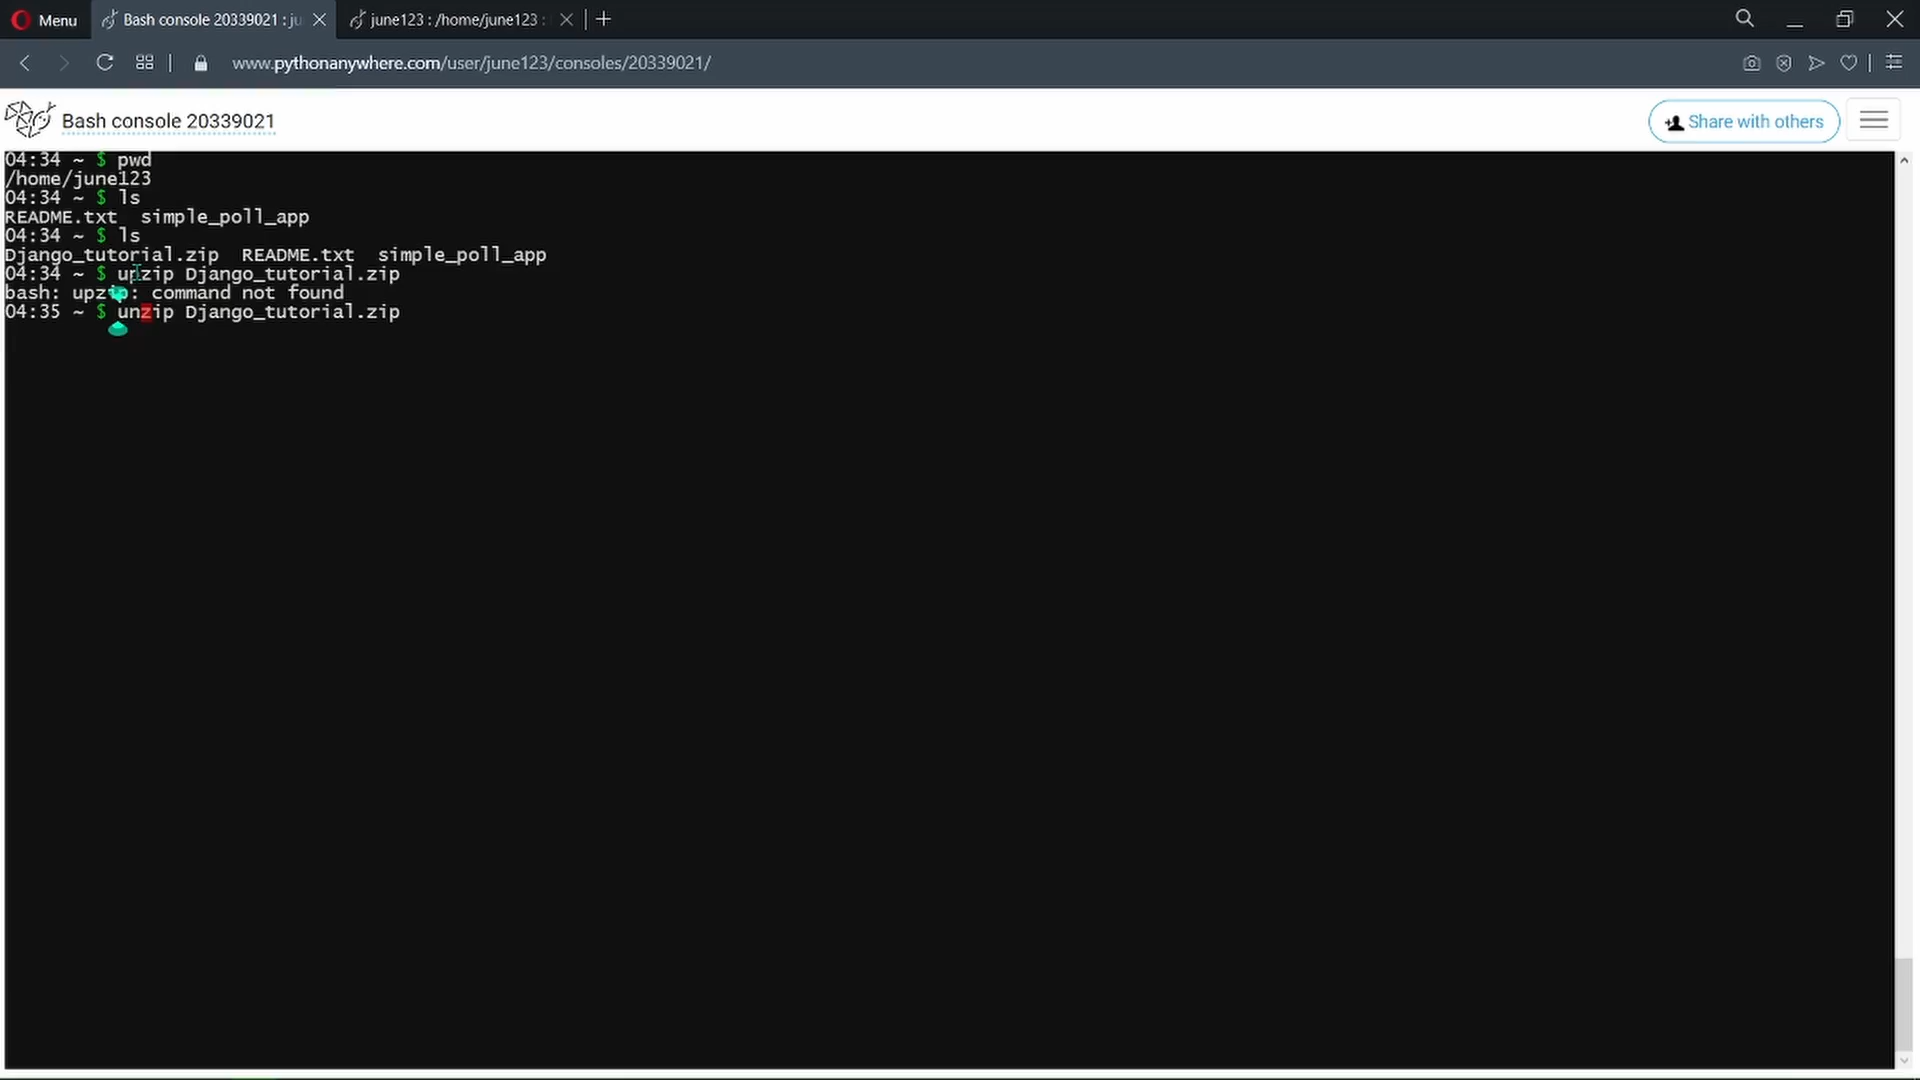 Menu
Bash console 20339021 : ju
june123 : /home/june123 :
www.pythonanywhere.com/user/june123/consoles/20339021/
Bash console 20339021
Share with others
04:34 ~ $ pwd
/home/june123
04:34 ~ $ ls
README.txt  simple_poll_app
04:34 ~ $ ls
Django_tutorial.zip  README.txt  simple_poll_app
04:34 ~ $ upzip Django_tutorial.zip
bash: upzip: command not found
04:35 ~ $ unzip Django_tutorial.zip